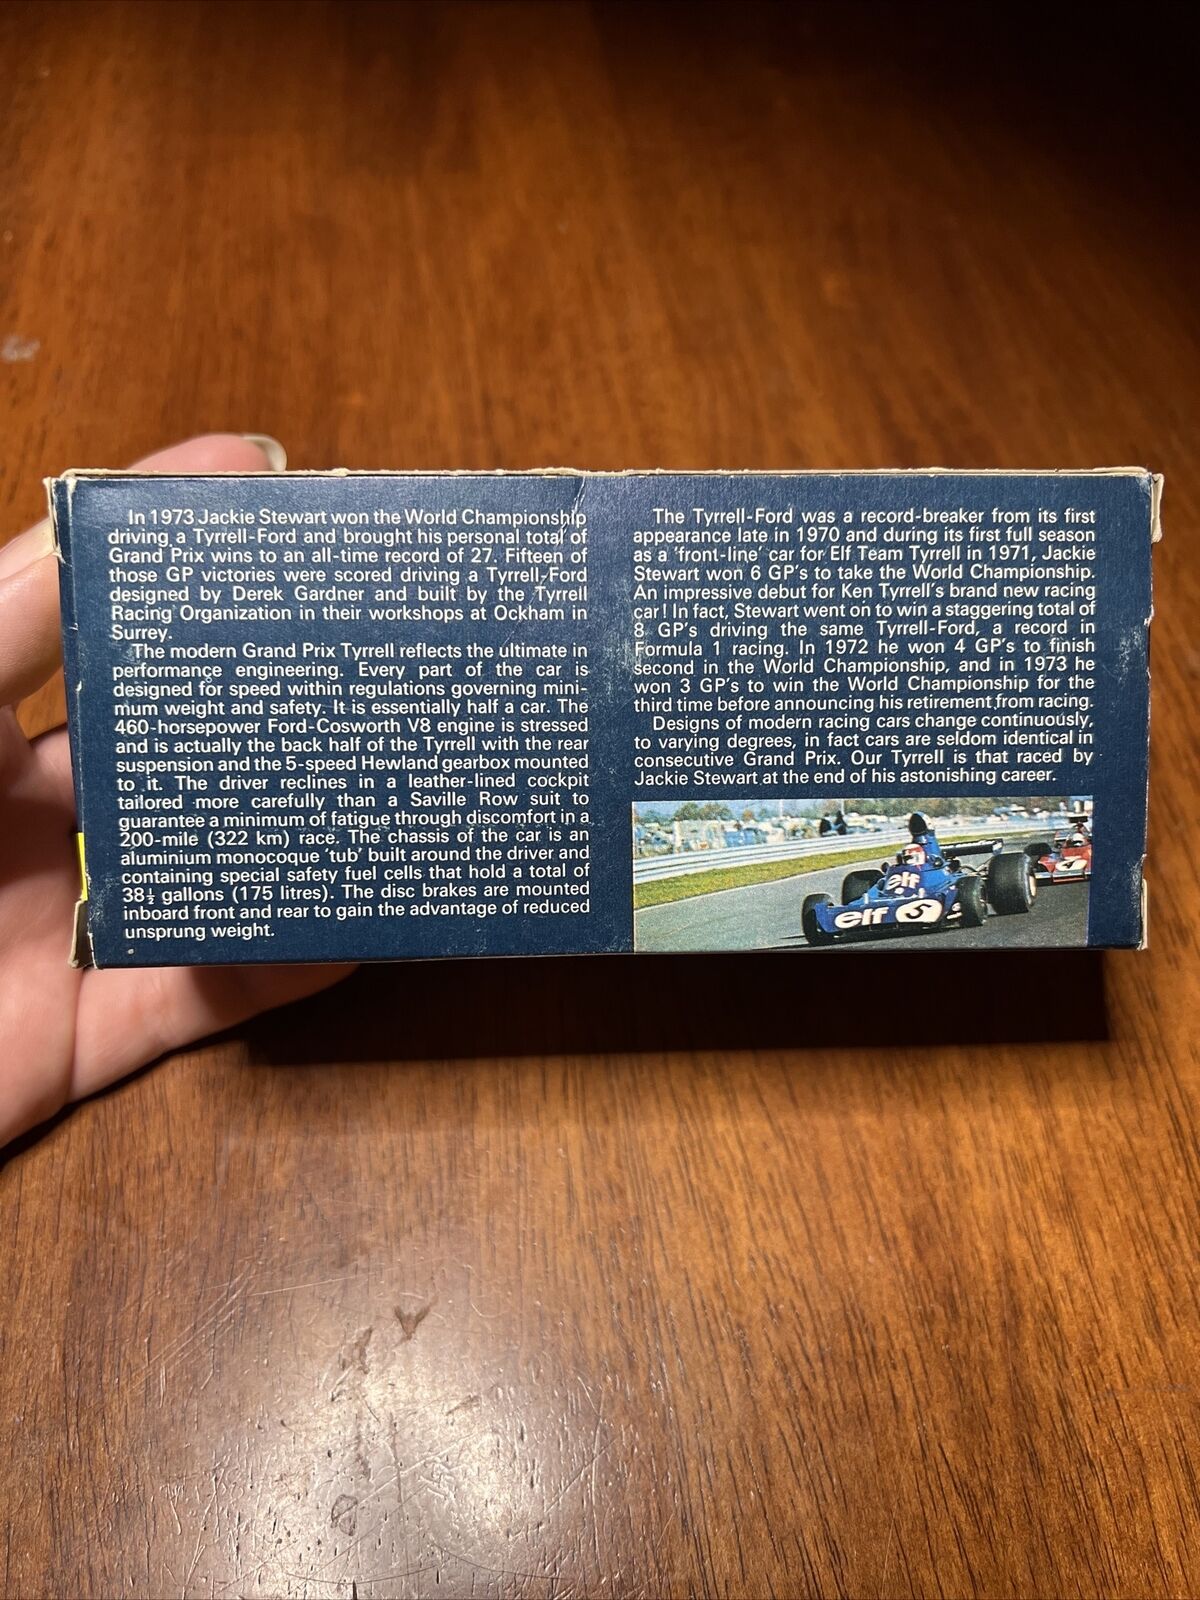 In 1973 Jackie Stewart won the World Championship
driving a Tyrrell-Ford and brought his personal total of
Grand Prix wins to an all-time record of 27. Fifteen of
those GP victories were scored driving a Tyrrell-Ford
designed by Derek Gardner and built by the Tyrrell
Racing Organization in their workshops at Ockham in
Surrey.
The modern Grand Prix Tyrrell reflects the ultimate in
performance engineering. Every part of the car is
designed for speed within regulations governing mini-
mum weight and safety. It is essentially half a car. The
460-horsepower Ford-Cosworth V8 engine is stressed
and is actually the back half of the Tyrrell with the rear
suspension and the 5-speed Hewland gearbox mounted
to it. The driver reclines in a leather-lined cockpit
tailored more carefully than a Saville Row suit to
guarantee a minimum of fatigue through discomfort in a
200-mile (322 km) race. The chassis of the car is an
aluminium monocoque 'tub' built around the driver and
containing special safety fuel cells that hold a total of
38½ gallons (175 litres). The disc brakes are mounted
inboard front and rear to gain the advantage of reduced
unsprung weight.
The Tyrrell-Ford was a record-breaker from its first
appearance late in 1970 and during its first full season
as a 'front-line' car for Elf Team Tyrrell in 1971, Jackie
Stewart won 6 GP's to take the World Championship.
An impressive debut for Ken Tyrrell's brand new racing
car! In fact, Stewart went on to win a staggering total of
8 GP's driving the same Tyrrell-Ford, a record in
Formula 1 racing. In 1972 he won 4 GP's to finish
second in the World Championship, and in 1973 he
won 3 GP's to win the World Championship for the
third time before announcing his retirement from racing.
Designs of modern racing cars change continuously,
to varying degrees, in fact cars are seldom identical in
consecutive Grand Prix. Our Tyrrell is that raced by
Jackie Stewart at the end of his astonishing career.
elf
elf 5